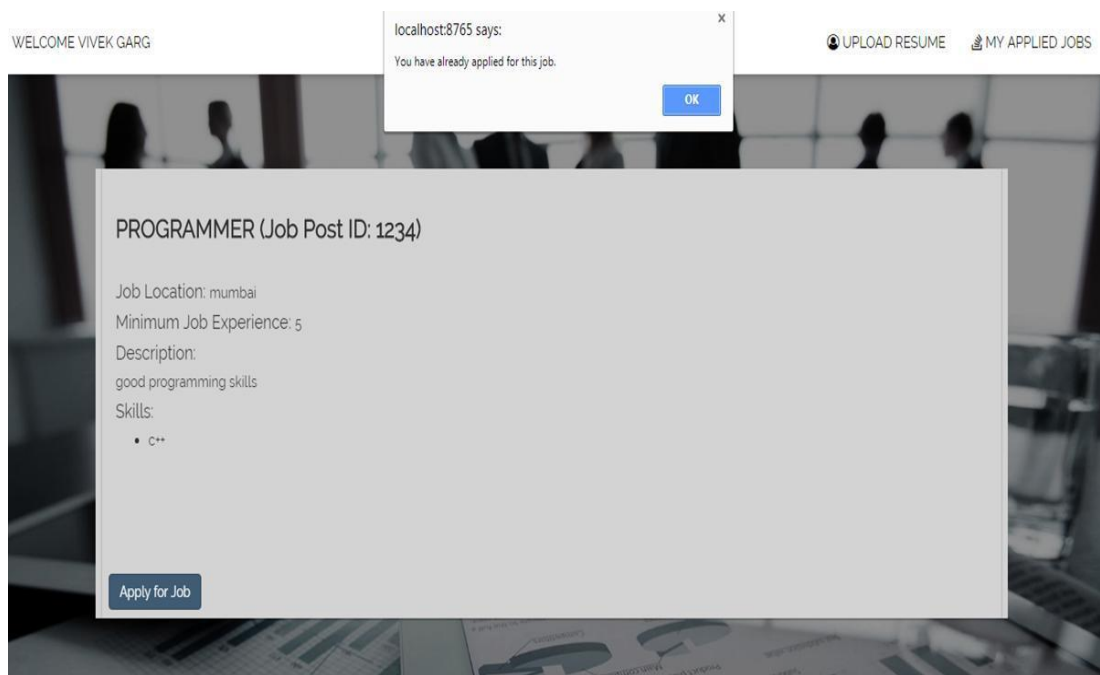 WELCOME VIVEK GARG
localhost:8765 says:
x
You have already applied for this job.
OK
UPLOAD RESUME
MY APPLIED JOBS
PROGRAMMER (Job Post ID: 1234)
Job Location: mumbai
Minimum Job Experience: 5
Description:
good programming skills
Skills:
• C++
Apply for Job